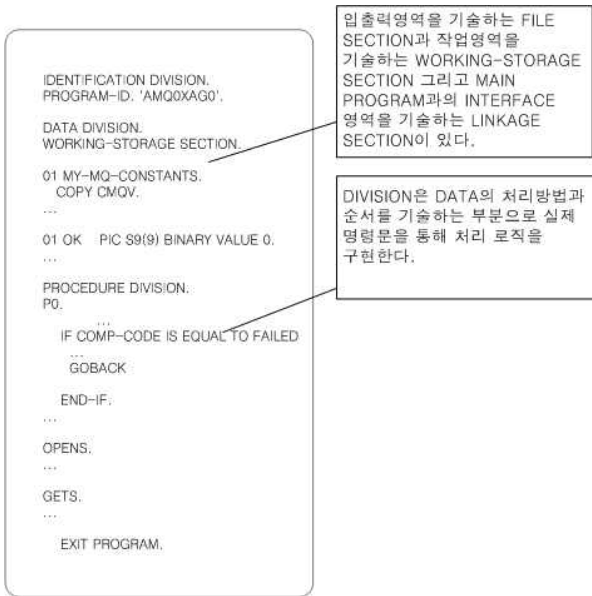 IDENTIFICATION DIVISION.
PROGRAM-ID. 'AMQ0XAG0'.
DATA DIVISION.
WORKING-STORAGE SECTION.
01 MY-MQ-CONSTANTS.
COPY CMQV.
...
01 OK PIC S9(9) BINARY VALUE 0.
...
PROCEDURE DIVISION.
P0.
...
IF COMP-CODE IS EQUAL TO FAILED
...
GOBACK
END-IF.
...
OPENS.
...
GETS.
...
EXIT PROGRAM.
입출력영역을 기술하는 FILE
SECTION과 작업영역을
기술하는 WORKING-STORAGE
SECTION 그리고 MAIN
PROGRAM과의 INTERFACE
영역을 기술하는 LINKAGE
SECTION이 있다.
DIVISION은 DATA의 처리방법과
순서를 기술하는 부분으로 실제
명령문을 통해 처리 로직을
구현한다.